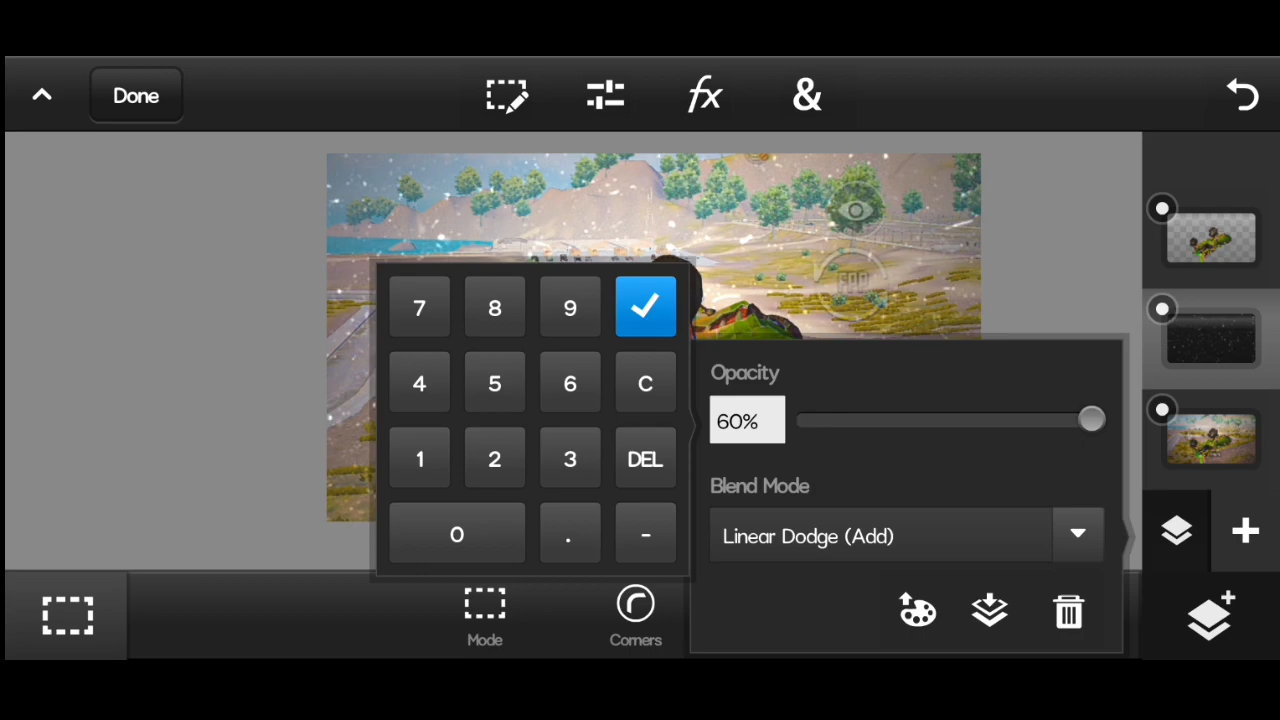 Done
fx
&
7
8
9
4
5
6
C
1
2
3
DEL
0
.
-
Opacity
60%
Blend Mode
Linear Dodge (Add)
Mode
Corners